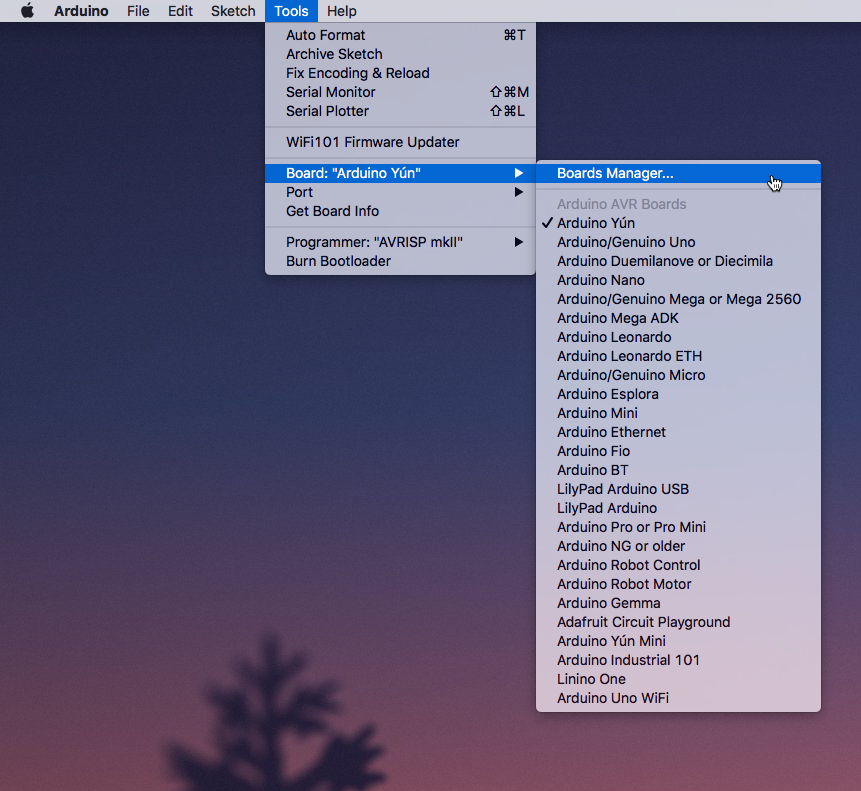 Arduino File Edit Sketch Tools Help
Auto Format ⌘T
Archive Sketch
Fix Encoding & Reload
Serial Monitor ⇧⌘M
Serial Plotter ⇧⌘L
WiFi101 Firmware Updater
Board: "Arduino Yún" ▶
Port ▶
Get Board Info
Programmer: "AVRISP mkII" ▶
Burn Bootloader
Boards Manager...
Arduino AVR Boards
✓ Arduino Yún
Arduino/Genuino Uno
Arduino Duemilanove or Diecimila
Arduino Nano
Arduino/Genuino Mega or Mega 2560
Arduino Mega ADK
Arduino Leonardo
Arduino Leonardo ETH
Arduino/Genuino Micro
Arduino Esplora
Arduino Mini
Arduino Ethernet
Arduino Fio
Arduino BT
LilyPad Arduino USB
LilyPad Arduino
Arduino Pro or Pro Mini
Arduino NG or older
Arduino Robot Control
Arduino Robot Motor
Arduino Gemma
Adafruit Circuit Playground
Arduino Yún Mini
Arduino Industrial 101
Linino One
Arduino Uno WiFi